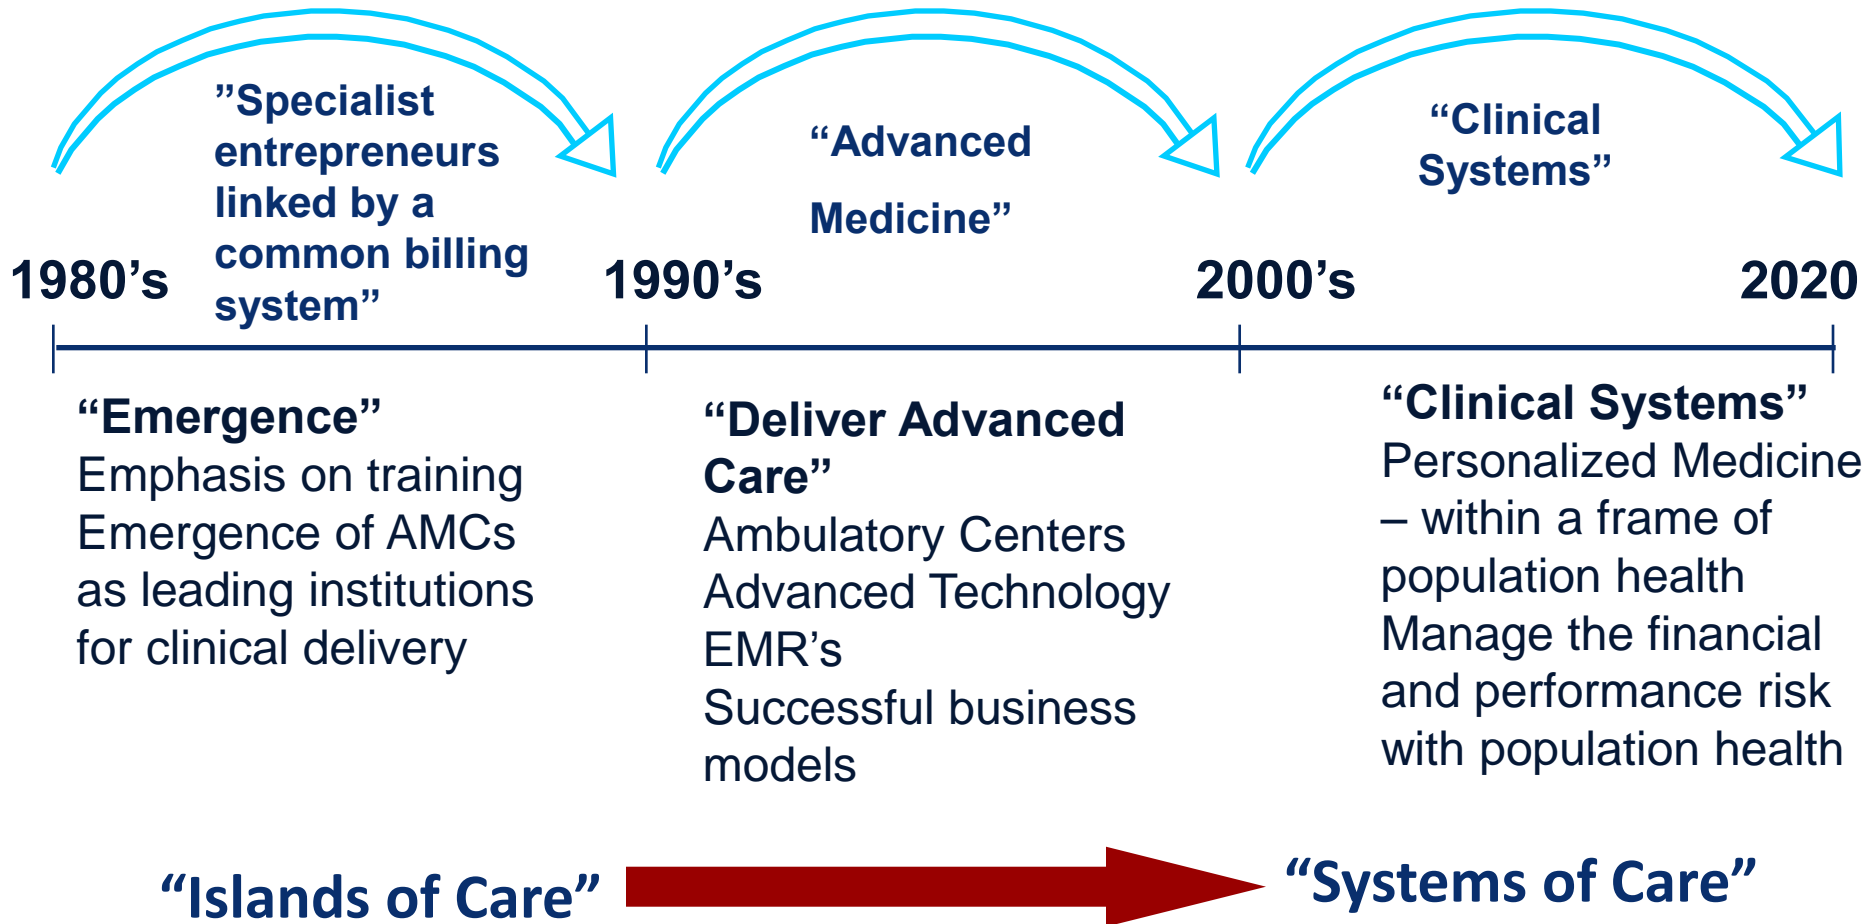 ”Specialist
entrepreneurs
linked by a
common billing
system”
“Advanced
Medicine”
“Clinical
Systems”
1980’s
1990’s
2000’s
2020
“Emergence”
Emphasis on training
Emergence of AMCs
as leading institutions
for clinical delivery
“Deliver Advanced
Care”
Ambulatory Centers
Advanced Technology
EMR’s
Successful business
models
“Clinical Systems”
Personalized Medicine
– within a frame of
population health
Manage the financial
and performance risk
with population health
“Islands of Care”
“Systems of Care”